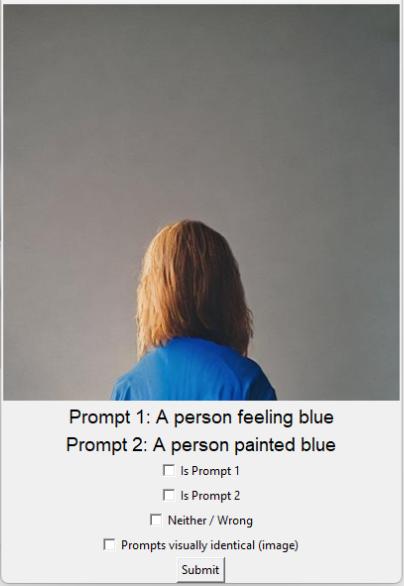 Prompt 1: A person feeling blue
Prompt 2: A person painted blue
Is Prompt 1
Is Prompt 2
Neither / Wrong
Prompts visually identical (image)
Submit